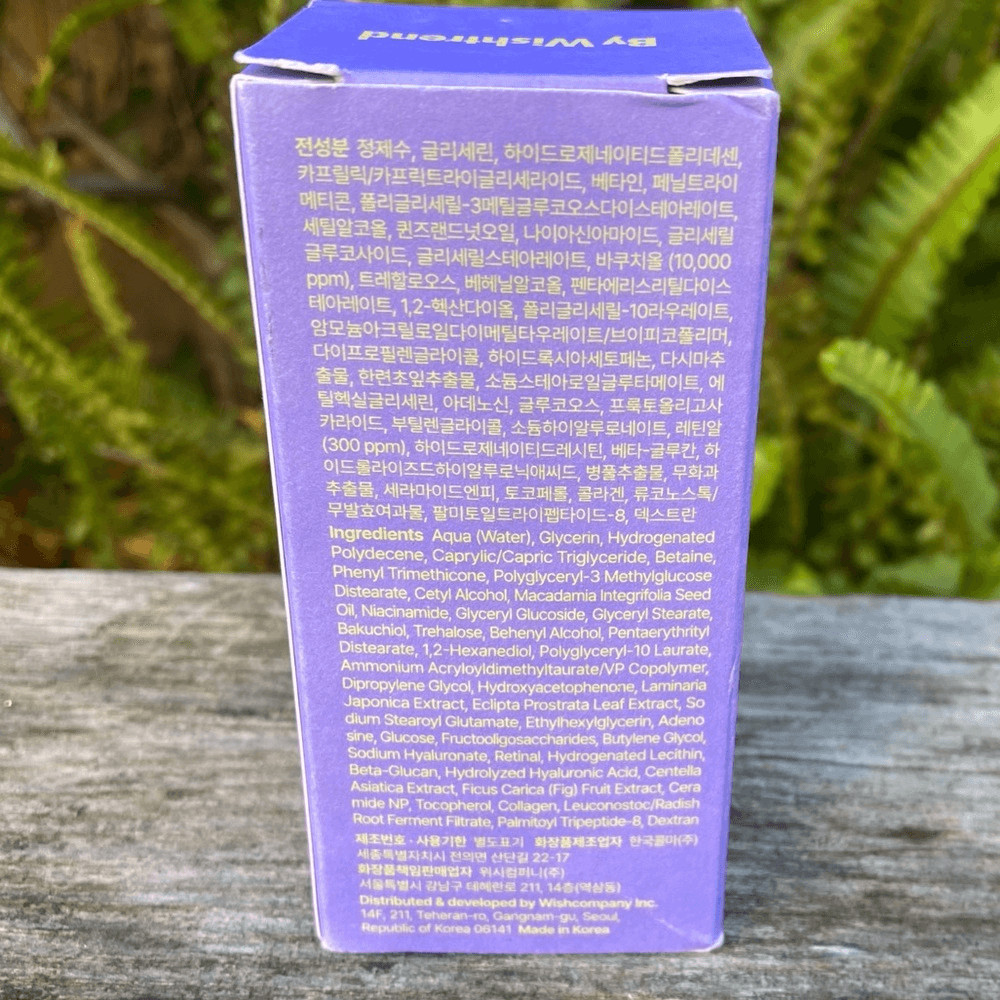 By Wishtrend
전성분 정제수, 글리세린, 하이드로제네이티드폴리데센,
카프릴릭/카프릭트라이글리세라이드, 베타인, 페닐트라이
메티콘, 폴리글리세릴-3메틸글루코오스다이스테아레이트,
세틸알코올, 퀸즈랜드넛오일, 나이아신아마이드, 글리세릴
글루코사이드, 글리세릴스테아레이트, 바쿠치올 (10,000
ppm), 트레할로오스, 베헤닐알코올, 펜타에리스리틸다이스
테아레이트, 1,2-헥산다이올, 폴리글리세릴-10라우레이트,
암모늄아크릴로일다이메틸타우레이트/브이피코폴리머,
다이프로필렌글라이콜, 하이드록시아세토페논, 다시마추
출물, 한련초잎추출물, 소듐스테아로일글루타메이트, 에
틸헥실글리세린, 아데노신, 글루코오스, 프룩토올리고사
카라이드, 부틸렌글라이콜, 소듐하이알루로네이트, 레틴알
(300 ppm), 하이드로제네이티드레시틴, 베타-글루칸, 하
이드롤라이즈드하이알루로닉애씨드, 병풀추출물, 무화과
추출물, 세라마이드엔피, 토코페롤, 콜라겐, 류코노스톡/
무발효여과물, 팔미토일트라이펩타이드-8, 덱스트란
Ingredients Aqua (Water), Glycerin, Hydrogenated
Polydecene, Caprylic/Capric Triglyceride, Betaine,
Phenyl Trimethicone, Polyglyceryl-3 Methylglucose
Distearate, Cetyl Alcohol, Macadamia Integrifolia Seed
Oil, Niacinamide, Glyceryl Glucoside, Glyceryl Stearate,
Bakuchiol, Trehalose, Behenyl Alcohol, Pentaerythrityl
Distearate, 1,2-Hexanediol, Polyglyceryl-10 Laurate,
Ammonium Acryloyldimethyltaurate/VP Copolymer,
Dipropylene Glycol, Hydroxyacetophenone, Laminaria
Japonica Extract, Eclipta Prostrata Leaf Extract, So
dium Stearoyl Glutamate, Ethylhexylglycerin, Adeno
sine, Glucose, Fructooligosaccharides, Butylene Glycol,
Sodium Hyaluronate, Retinal, Hydrogenated Lecithin,
Beta-Glucan, Hydrolyzed Hyaluronic Acid, Centella
Asiatica Extract, Ficus Carica (Fig) Fruit Extract, Cera
mide NP, Tocopherol, Collagen, Leuconostoc/Radish
Root Ferment Filtrate, Palmitoyl Tripeptide-8, Dextran
제조번호 · 사용기한 별도표기 화장품제조업자 한국콜마(주)
세종특별자치시 전의면 산단길 22-17
화장품책임판매업자 위시컴퍼니(주)
서울특별시 강남구 테헤란로 211, 14층(역삼동)
Distributed & developed by Wishcompany Inc.
14F, 211, Teheran-ro, Gangnam-gu, Seoul,
Republic of Korea 06141 Made in Korea